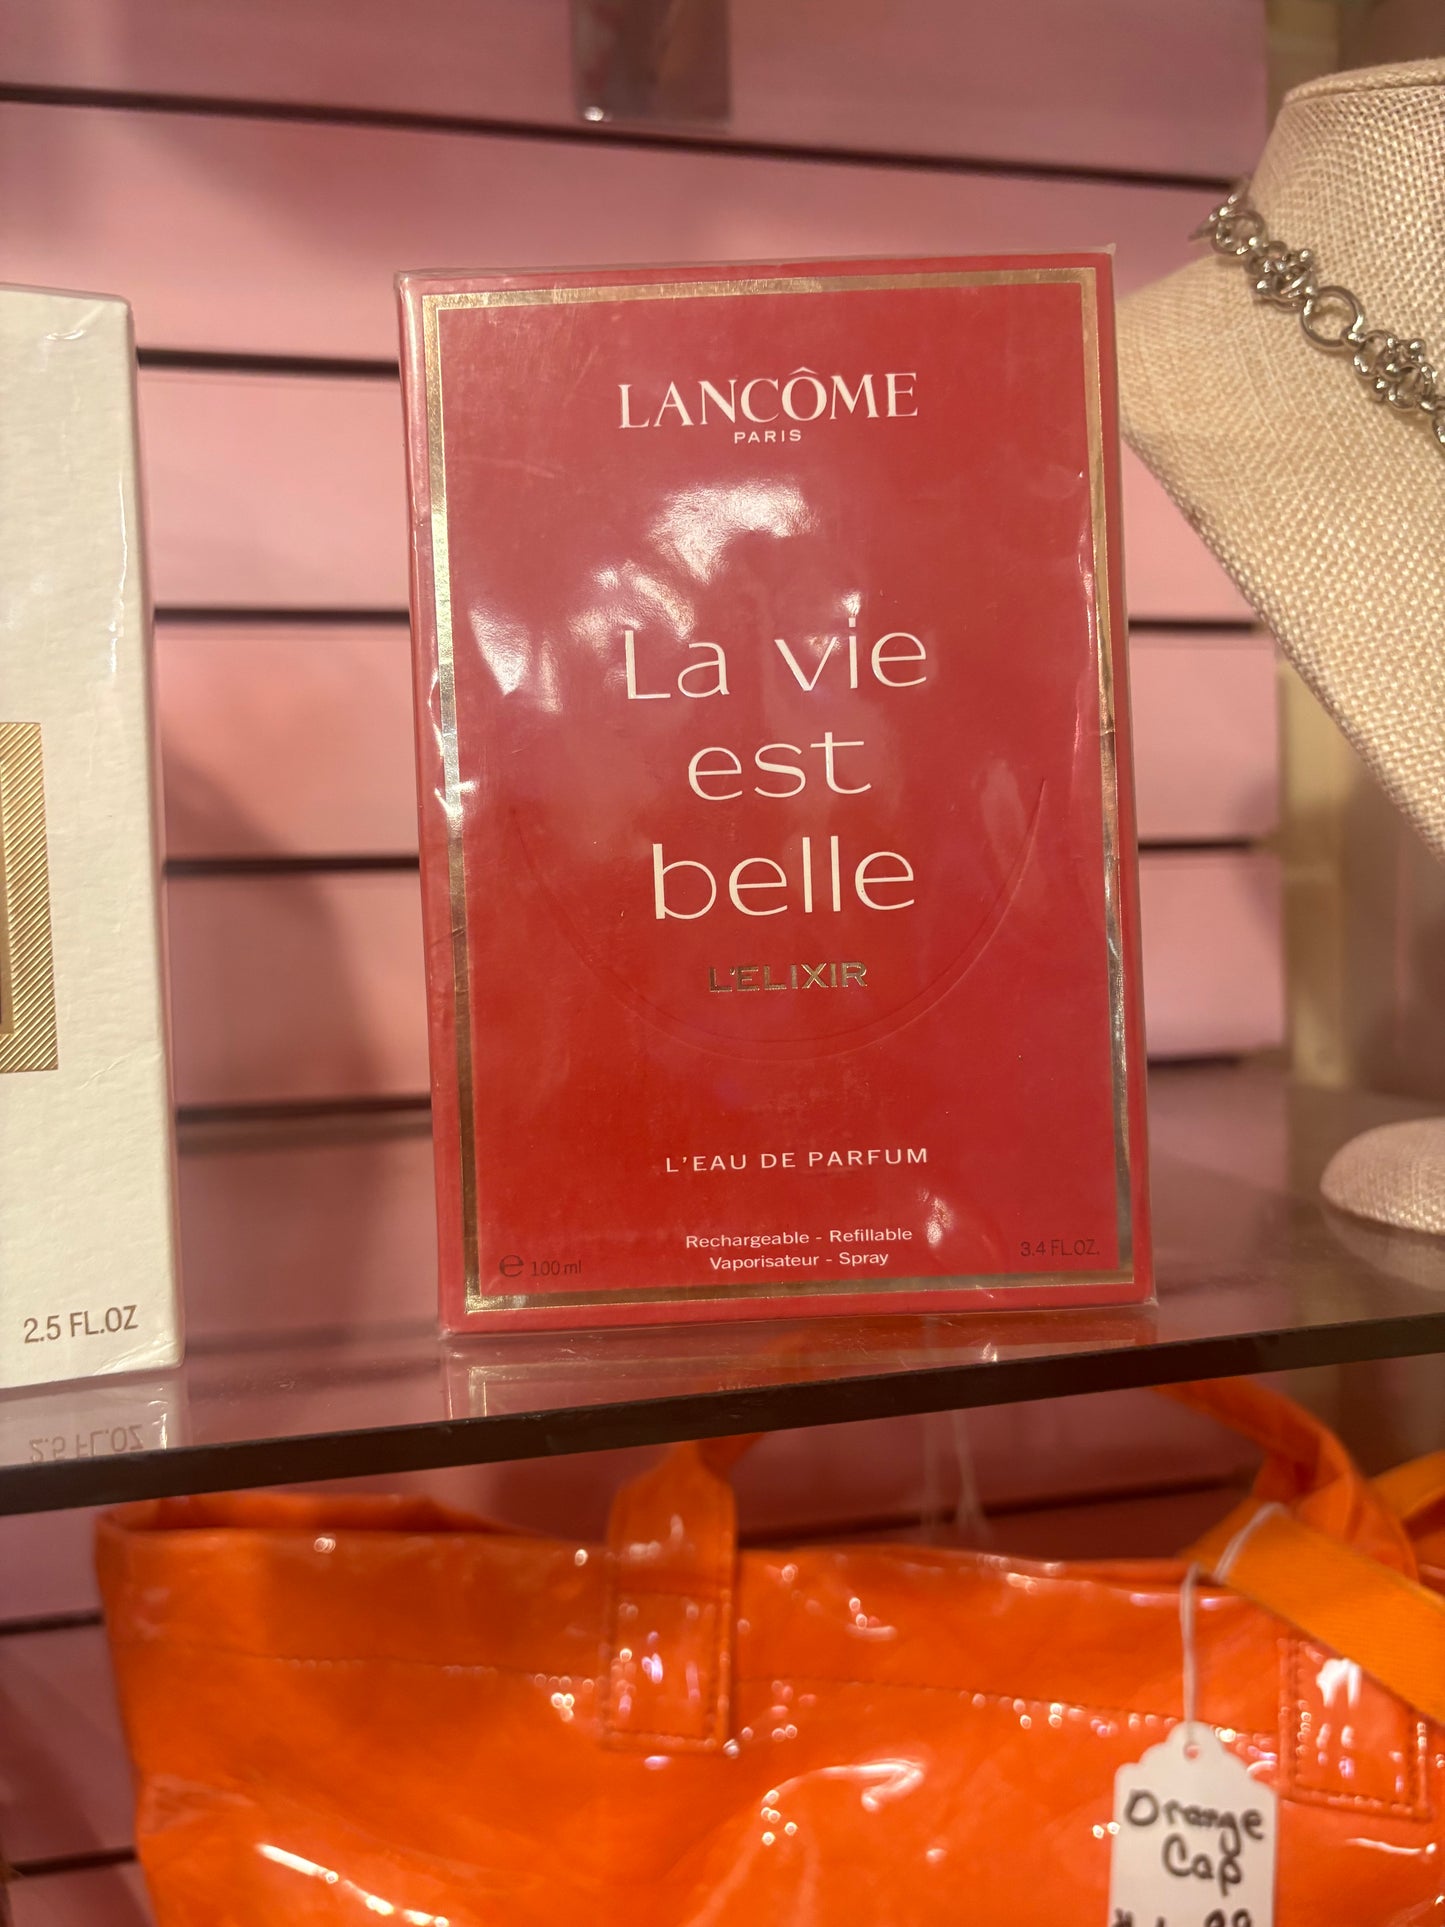 LANCÔME
PARIS
La vie
est
belle
L'ELIXIR
L'EAU DE PARFUM
Rechargeable - Refillable
Vaporisateur - Spray
e 100 ml
3.4 FL.OZ.
2.5 FL.OZ
Orange
Cap